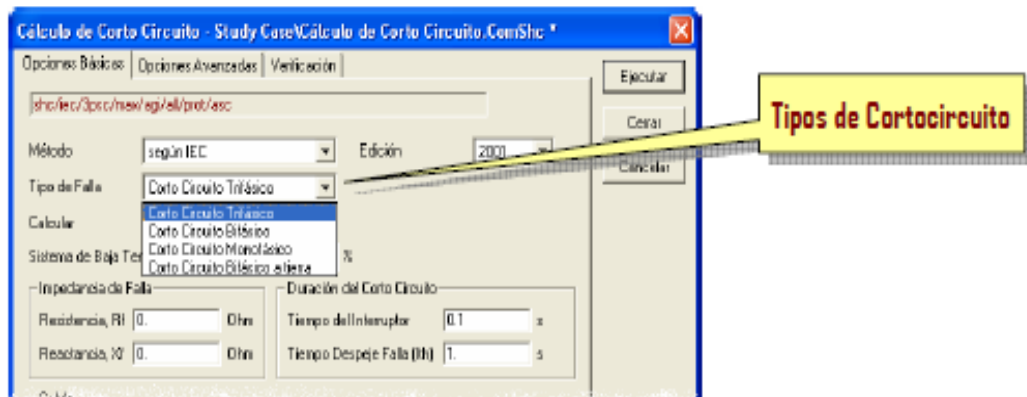 Cálculo de Corto Circuito - Study Case\Cálculo de Corto Circuito.ComShc *
Opciones Básicas Opciones Avanzadas Verificación
Ejecutar
shc/iec/3psc/max/agi/all/prot/asc
Cerrar
Tipos de Cortocircuito
Método según IEC Edición 2001
Cancelar
Tipo de Falla Corto Circuito Trifásico
Corto Circuito Trifásico
Calcular
Corto Circuito Bifásico
Corto Circuito Monofásico
Sistema de Baja Te %
Corto Circuito Bifásico a tierra
Impedancia de Falla Duración del Corto Circuito
Resistencia, Rf 0. Ohm Tiempo del Interruptor 0.1 s
Reactancia, Xf 0. Ohm Tiempo Despeje Falla (Ith) 1. s